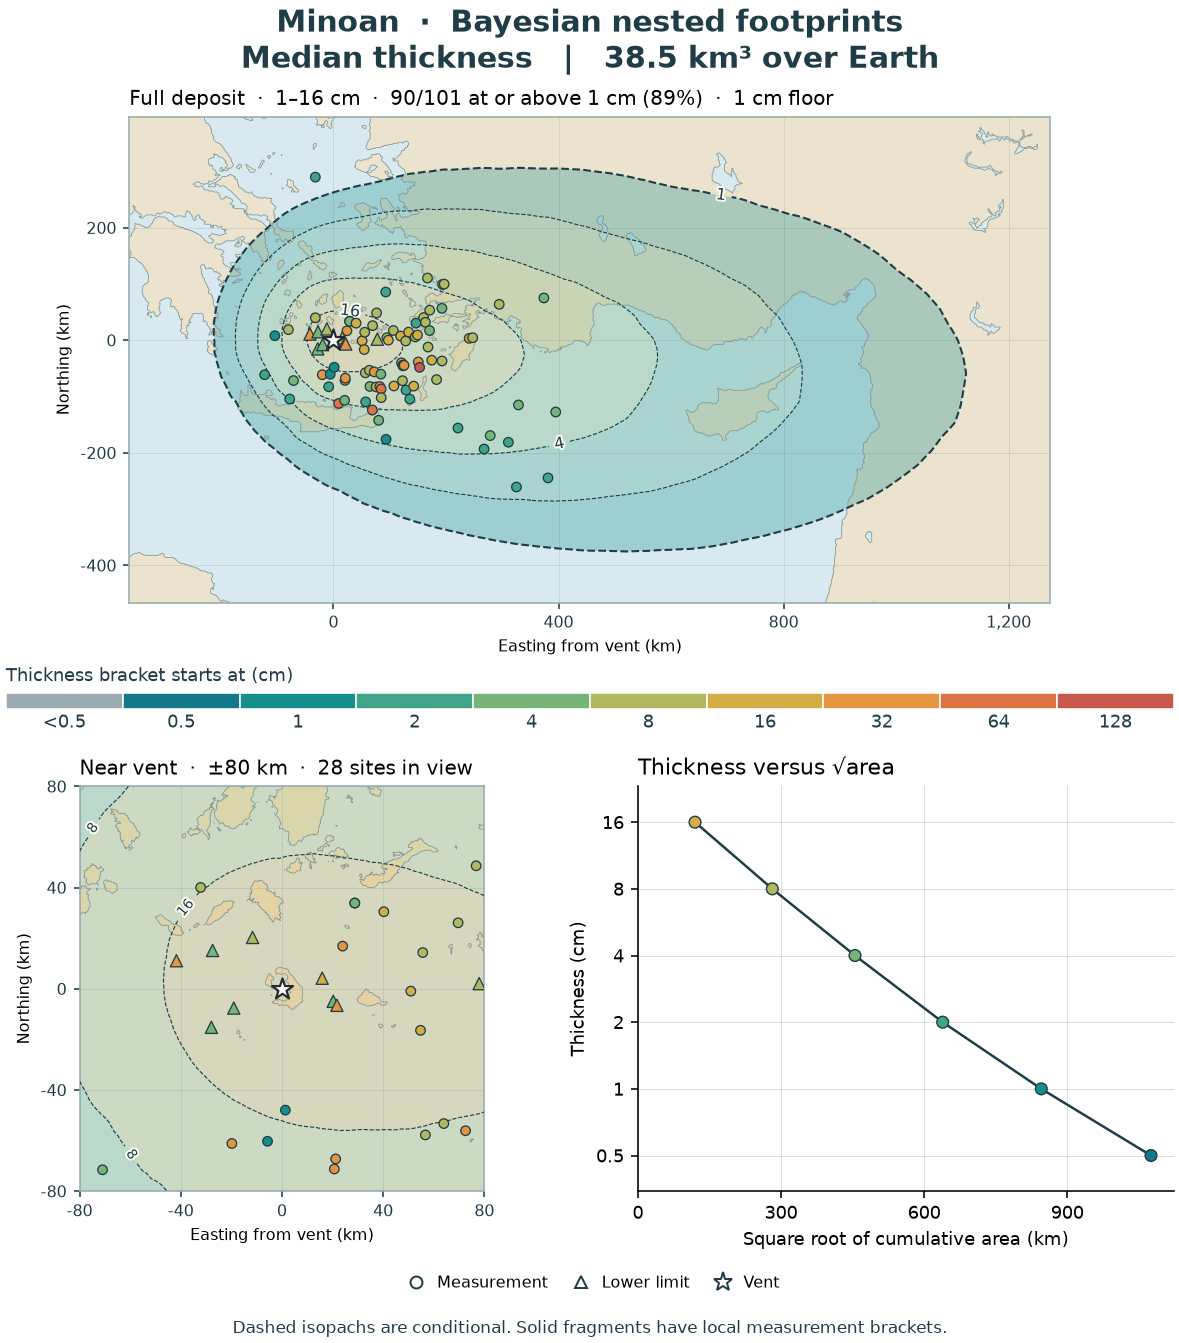 Minoan · Bayesian nested footprints
Median thickness | 38.5 km³ over Earth
Full deposit · 1–16 cm · 90/101 at or above 1 cm (89%) · 1 cm floor
Northing (km)
200
0
-200
-400
1
16
4
0
400
800
1,200
Easting from vent (km)
Thickness bracket starts at (cm)
<0.5
0.5
1
2
4
8
16
32
64
128
Near vent · ±80 km · 28 sites in view
Northing (km)
80
40
0
-40
-80
8
16
8
-80
-40
0
40
80
Easting from vent (km)
Thickness versus √area
Thickness (cm)
16
8
4
2
1
0.5
0
300
600
900
Square root of cumulative area (km)
Measurement
Lower limit
Vent
Dashed isopachs are conditional. Solid fragments have local measurement brackets.